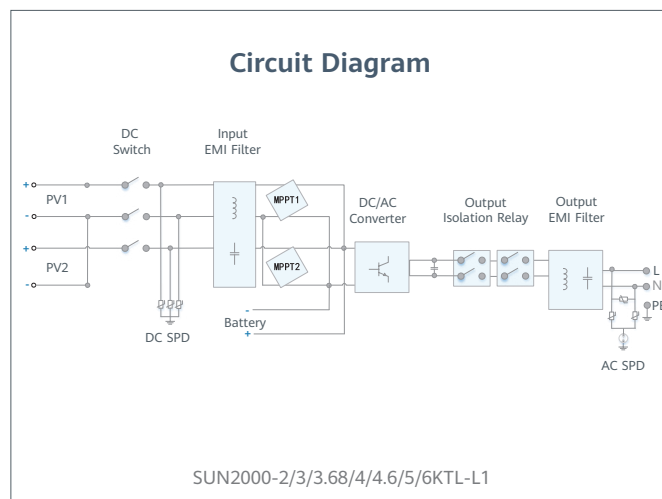 Circuit Diagram
DC
Switch
Input
EMI Filter
+
PV1
-
+
PV2
-
MPPT1
MPPT2
DC/AC
Converter
Output
Isolation Relay
Output
EMI Filter
L
N
PE
DC SPD
-
Battery
+
AC SPD
SUN2000-2/3/3.68/4/4.6/5/6KTL-L1